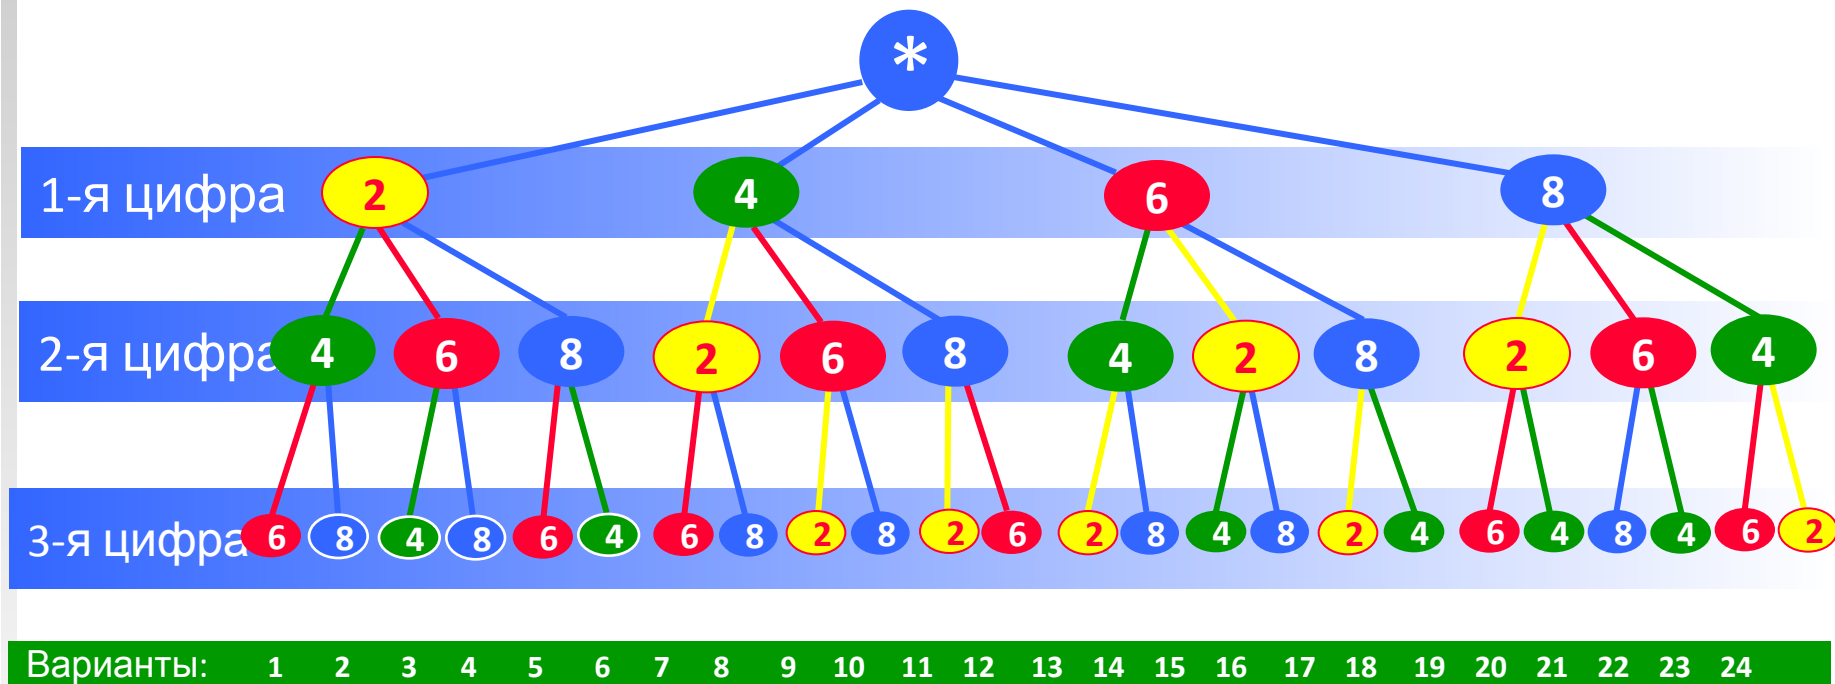 *
1-я цифра 2 4 6 8
2-я цифра 4 6 8 2 6 8 4 2 8 2 6 4
3-я цифра 6 8 4 8 6 4 6 8 2 8 2 6 2 8 4 8 2 4 6 4 8 4 6 2
Варианты: 1 2 3 4 5 6 7 8 9 10 11 12 13 14 15 16 17 18 19 20 21 22 23 24